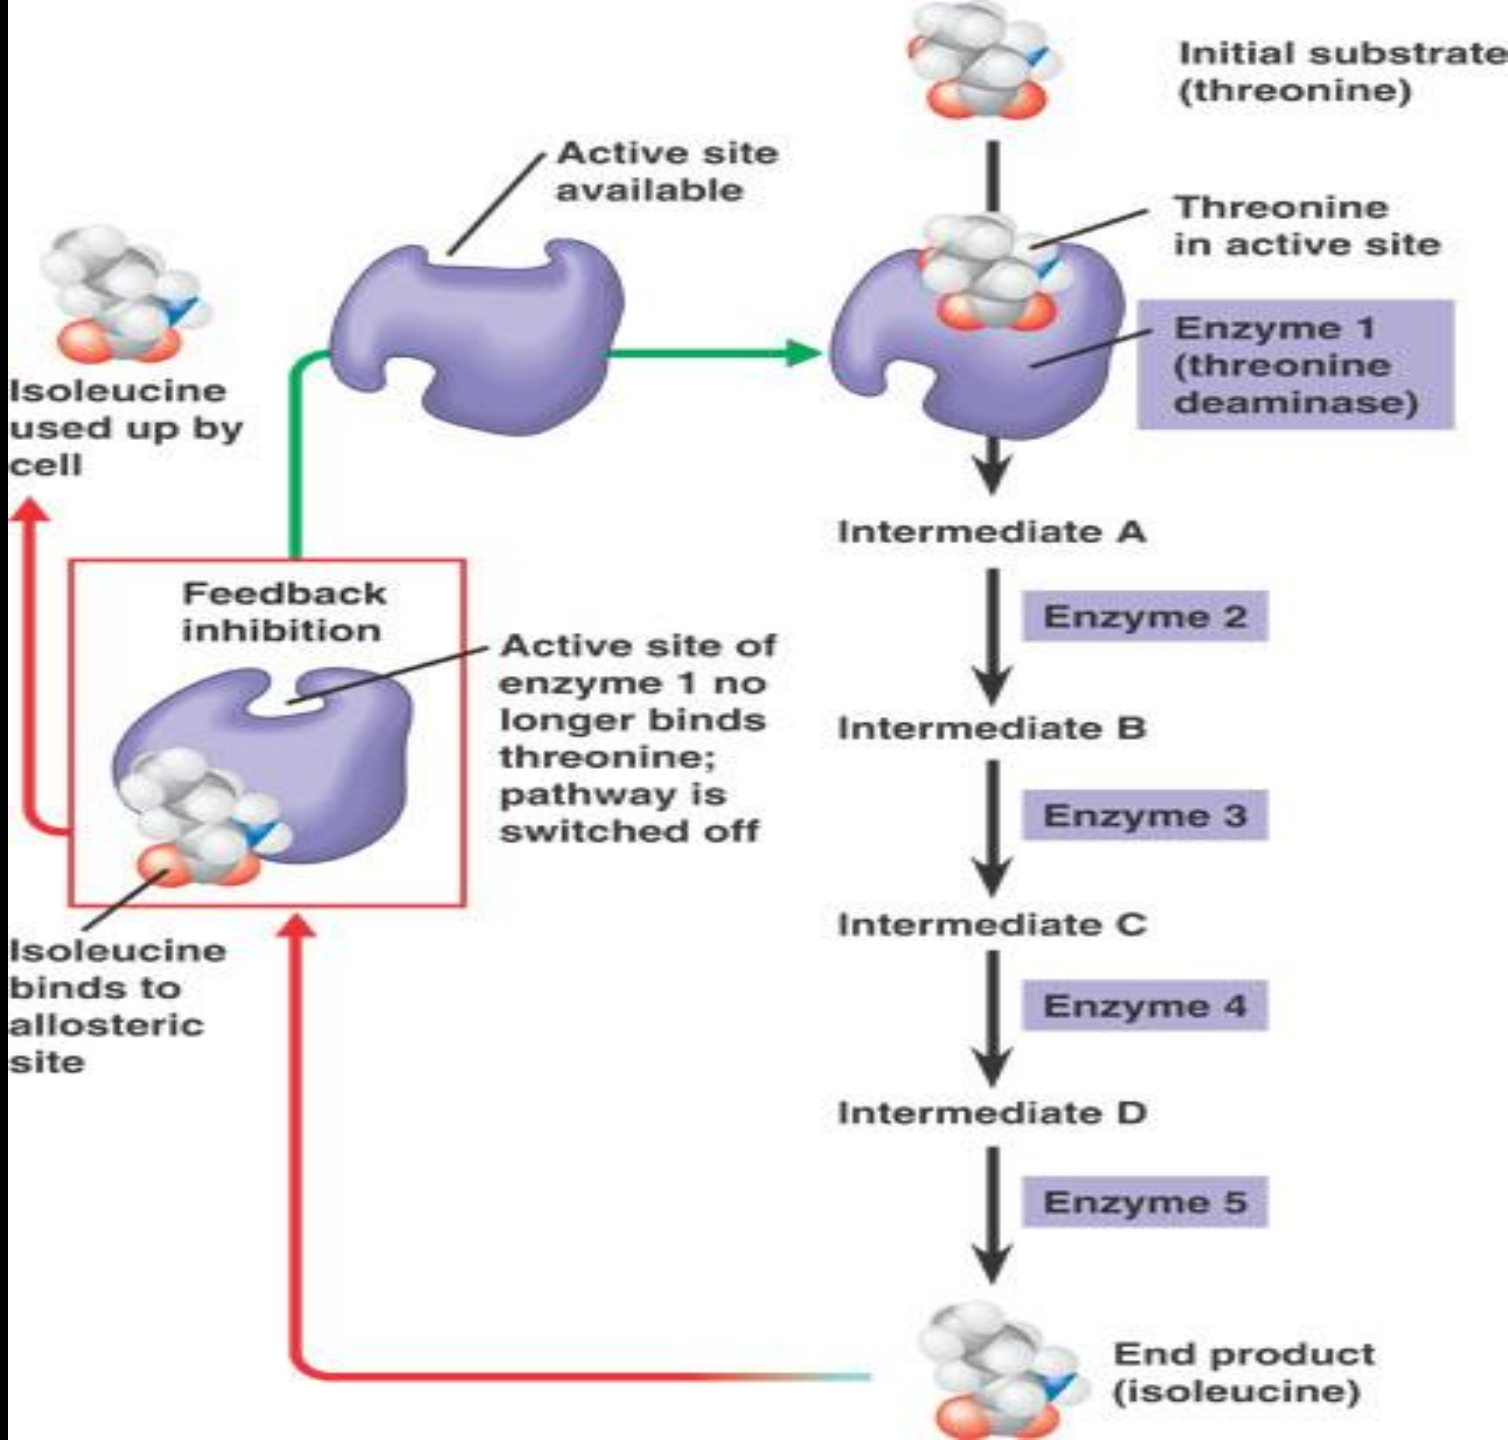 Initial substrate
(threonine)
Active site
available
Threonine
in active site
Enzyme 1
(threonine
deaminase)
Isoleucine
used up by
cell
Intermediate A
Feedback
inhibition
Enzyme 2
Active site of
enzyme 1 no
longer binds
threonine;
pathway is
switched off
Intermediate B
Enzyme 3
Intermediate C
Isoleucine
binds to
allosteric
site
Enzyme 4
Intermediate D
Enzyme 5
End product
(isoleucine)